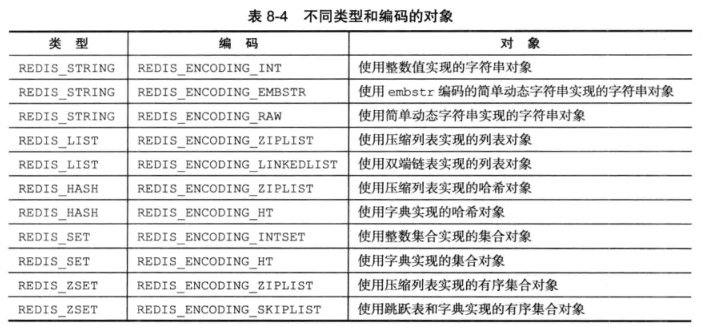 表 8-4 不同类型和编码的对象
类 型 编 码 对 象
REDIS_STRING REDIS_ENCODING_INT 使用整数值实现的字符串对象
REDIS_STRING REDIS_ENCODING_EMBSTR 使用 embstr 编码的简单动态字符串实现的字符串对象
REDIS_STRING REDIS_ENCODING_RAW 使用简单动态字符串实现的字符串对象
REDIS_LIST REDIS_ENCODING_ZIPLIST 使用压缩列表实现的列表对象
REDIS_LIST REDIS_ENCODING_LINKEDLIST 使用双端链表实现的列表对象
REDIS_HASH REDIS_ENCODING_ZIPLIST 使用压缩列表实现的哈希对象
REDIS_HASH REDIS_ENCODING_HT 使用字典实现的哈希对象
REDIS_SET REDIS_ENCODING_INTSET 使用整数集合实现的集合对象
REDIS_SET REDIS_ENCODING_HT 使用字典实现的集合对象
REDIS_ZSET REDIS_ENCODING_ZIPLIST 使用压缩列表实现的有序集合对象
REDIS_ZSET REDIS_ENCODING_SKIPLIST 使用跳跃表和字典实现的有序集合对象